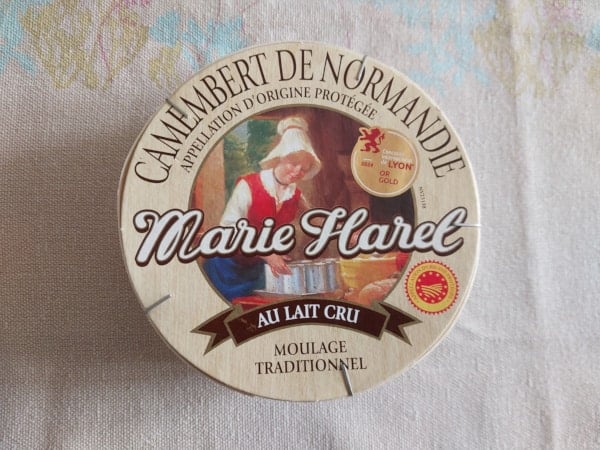 CAMEMBERT DE NORMANDIE
APPELLATION D'ORIGINE PROTÉGÉE
LYON
OR
GOLD
Marie Harel
AU LAIT CRU
MOULAGE
TRADITIONNEL